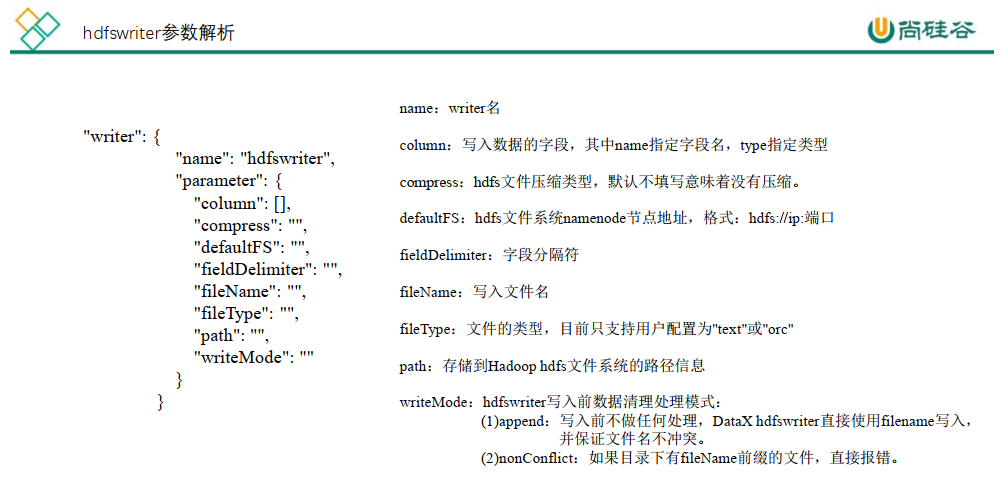 hdfswriter参数解析
尚硅谷
"writer": {
"name": "hdfswriter",
"parameter": {
"column": [],
"compress": "",
"defaultFS": "",
"fieldDelimiter": "",
"fileName": "",
"fileType": "",
"path": "",
"writeMode": ""
}
}
name：writer名
column：写入数据的字段，其中name指定字段名，type指定类型
compress：hdfs文件压缩类型，默认不填写意味着没有压缩。
defaultFS：hdfs文件系统namenode节点地址，格式：hdfs://ip:端口
fieldDelimiter：字段分隔符
fileName：写入文件名
fileType：文件的类型，目前只支持用户配置为"text"或"orc"
path：存储到Hadoop hdfs文件系统的路径信息
writeMode：hdfswriter写入前数据清理处理模式：
(1)append：写入前不做任何处理，DataX hdfswriter直接使用filename写入，
并保证文件名不冲突。
(2)nonConflict：如果目录下有fileName前缀的文件，直接报错。